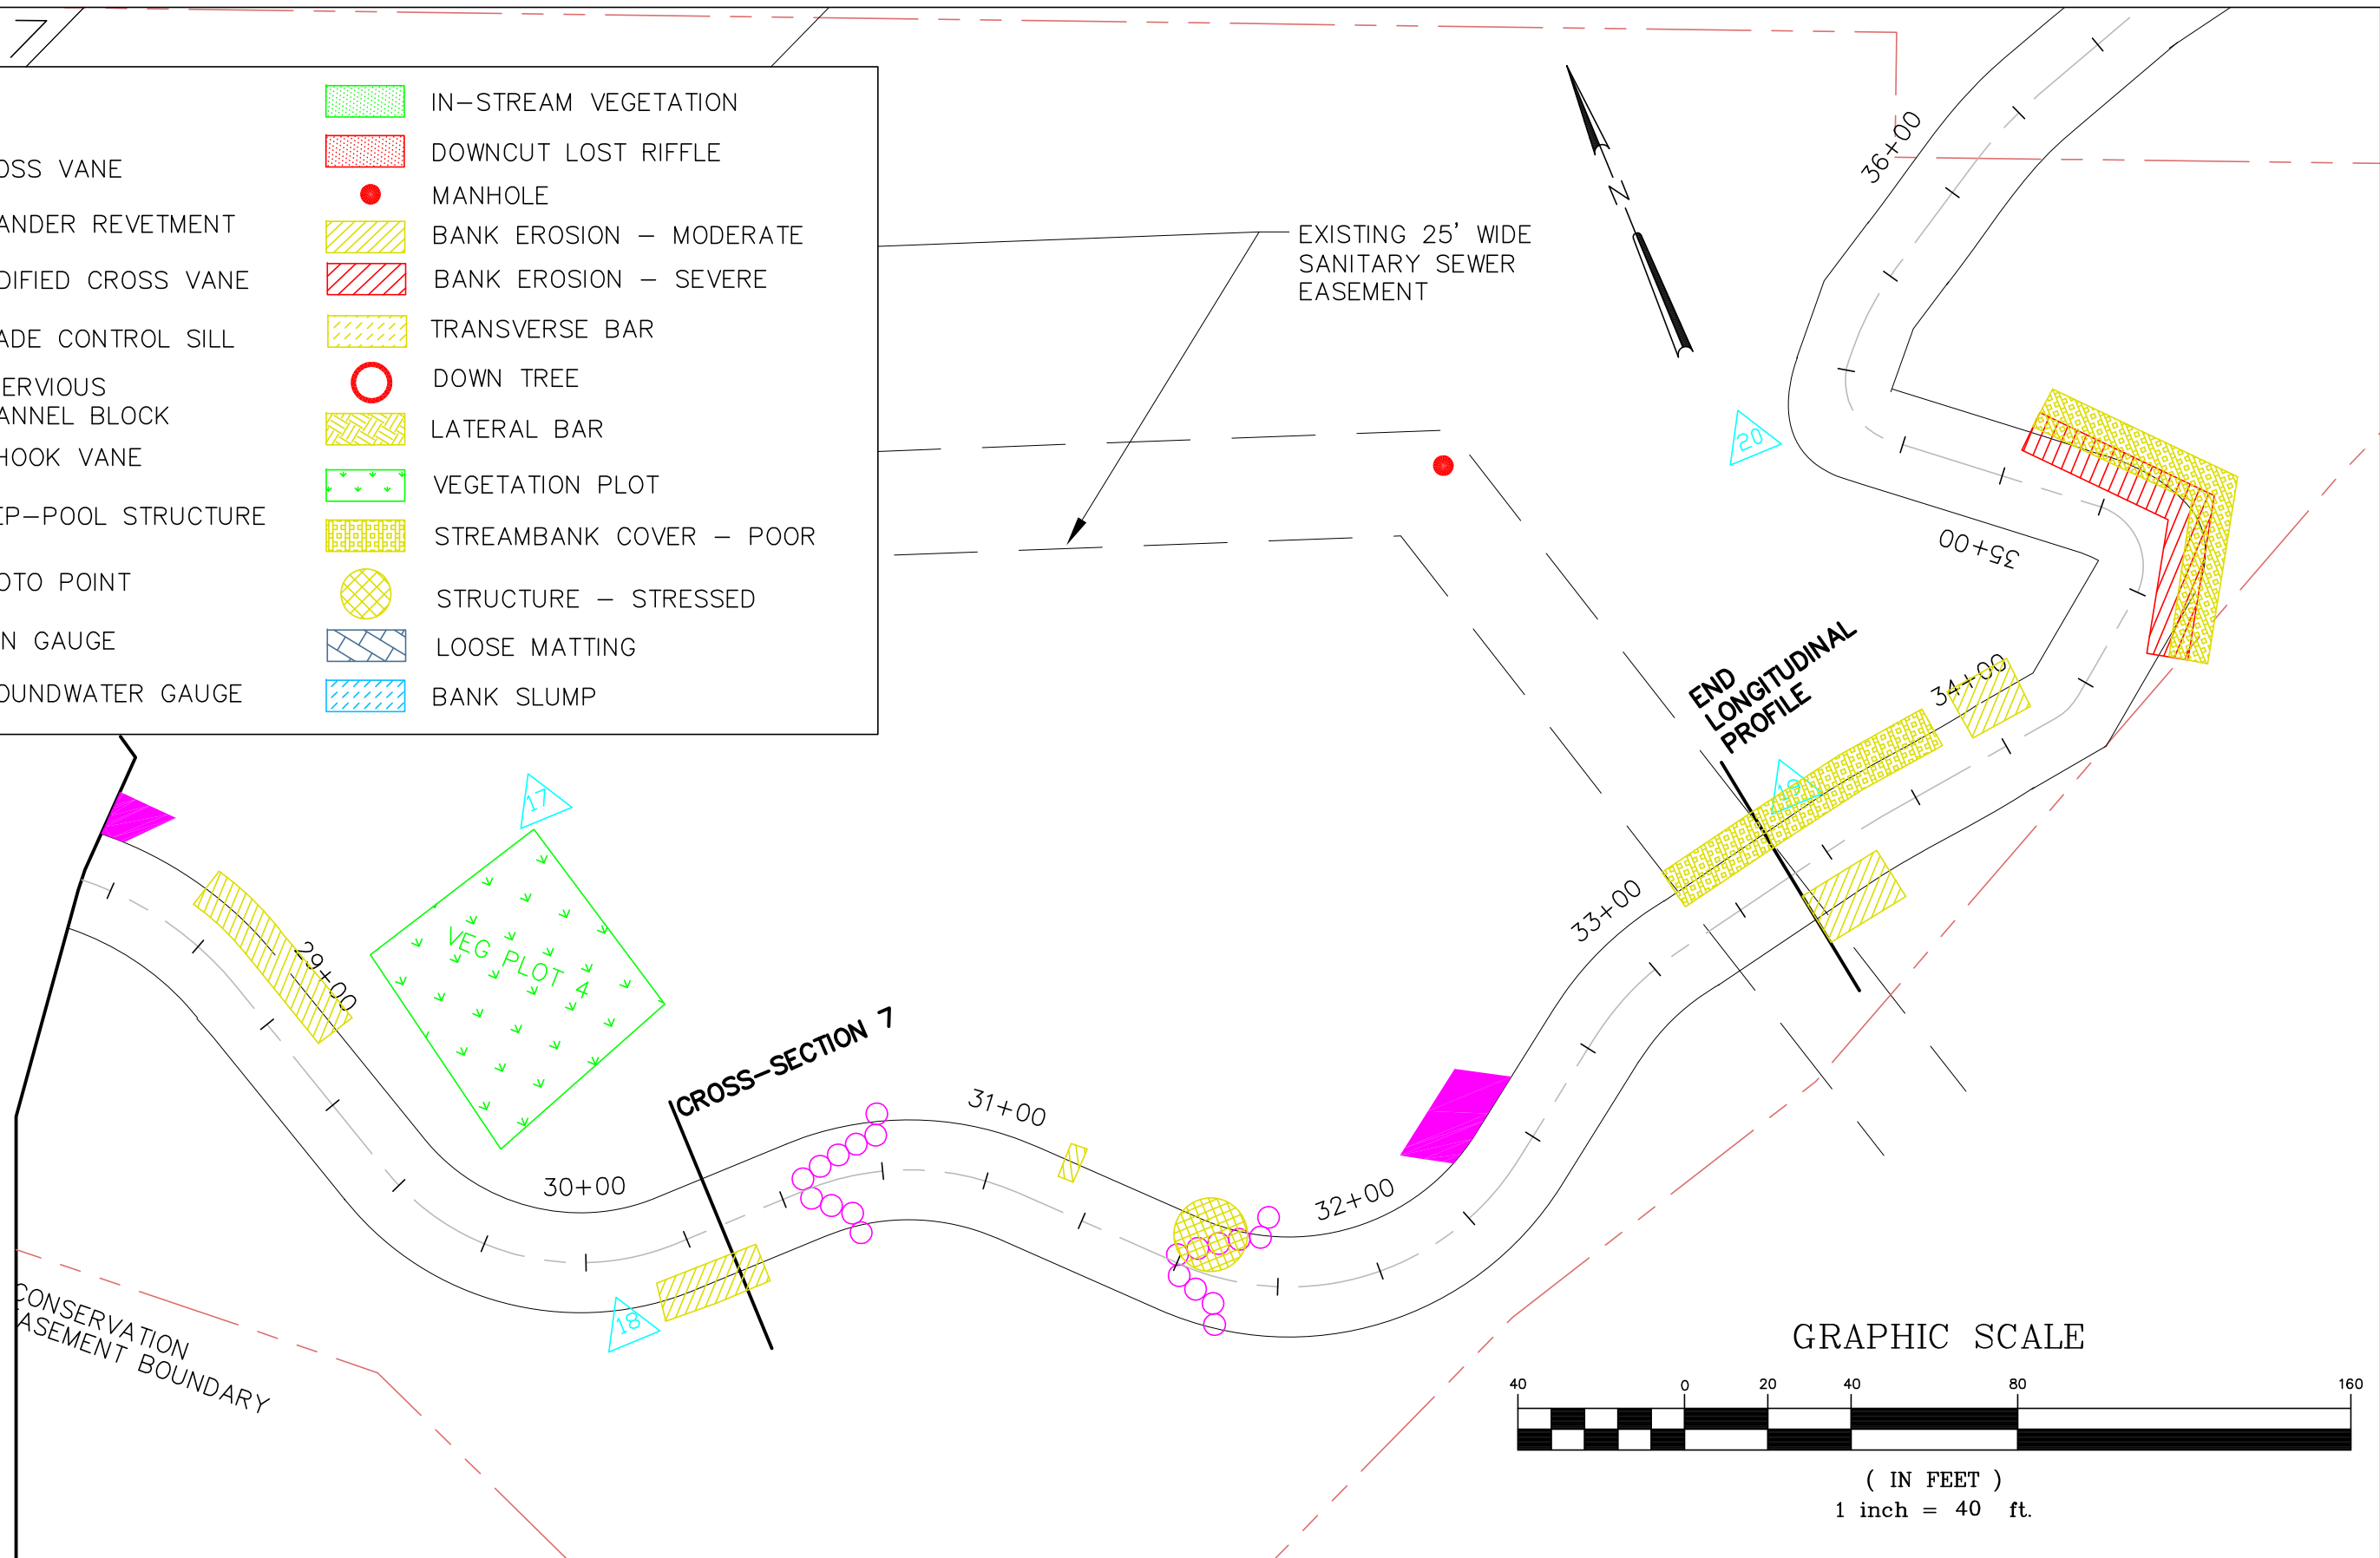 7
OSS VANE
ANDER REVETMENT
DIFIED CROSS VANE
ADE CONTROL SILL
ERVIOUS
ANNEL BLOCK
HOOK VANE
EP-POOL STRUCTURE
OTO POINT
N GAUGE
OUNDWATER GAUGE
IN-STREAM VEGETATION
DOWNCUT LOST RIFFLE
MANHOLE
BANK EROSION - MODERATE
BANK EROSION - SEVERE
TRANSVERSE BAR
DOWN TREE
LATERAL BAR
VEGETATION PLOT
STREAMBANK COVER - POOR
STRUCTURE - STRESSED
LOOSE MATTING
BANK SLUMP
EXISTING 25' WIDE
SANITARY SEWER
EASEMENT
N
36+00
20
35+00
34+00
END
LONGITUDINAL
PROFILE
19
33+00
17
VEG PLOT 4
29+00
CROSS-SECTION 7
30+00
31+00
32+00
18
CONSERVATION
EASEMENT BOUNDARY
GRAPHIC SCALE
40 0 20 40 80 160
( IN FEET )
1 inch = 40 ft.